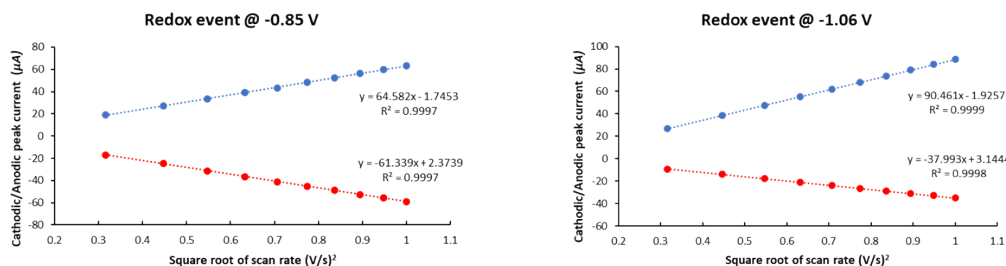 Redox event @ -0.85 V
Cathodic/Anodic peak current (µA)
80
60
40
20
0
-20
-40
-60
-80
y = 64.582x - 1.7453
R² = 0.9997
y = -61.339x + 2.3739
R² = 0.9997
0.2 0.3 0.4 0.5 0.6 0.7 0.8 0.9 1 1.1
Square root of scan rate (V/s)²
Redox event @ -1.06 V
Cathodic/Anodic peak current (µA)
100
80
60
40
20
0
-20
-40
-60
y = 90.461x - 1.9257
R² = 0.9999
y = -37.993x + 3.1444
R² = 0.9998
0.2 0.3 0.4 0.5 0.6 0.7 0.8 0.9 1 1.1
Square root of scan rate (V/s)²